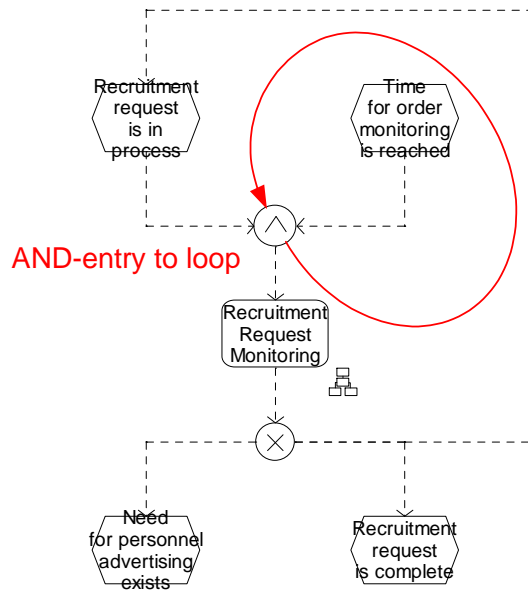 Recruitment
request
is in
process
Time
for order
monitoring
is reached
AND-entry to loop
Recruitment
Request
Monitoring
Need
for personnel
advertising
exists
Recruitment
request
is complete